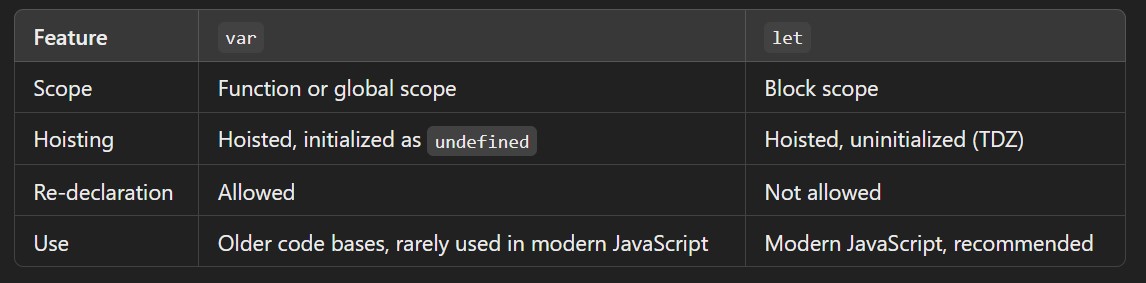 Feature var let
Scope Function or global scope Block scope
Hoisting Hoisted, initialized as undefined Hoisted, uninitialized (TDZ)
Re-declaration Allowed Not allowed
Use Older code bases, rarely used in modern JavaScript Modern JavaScript, recommended